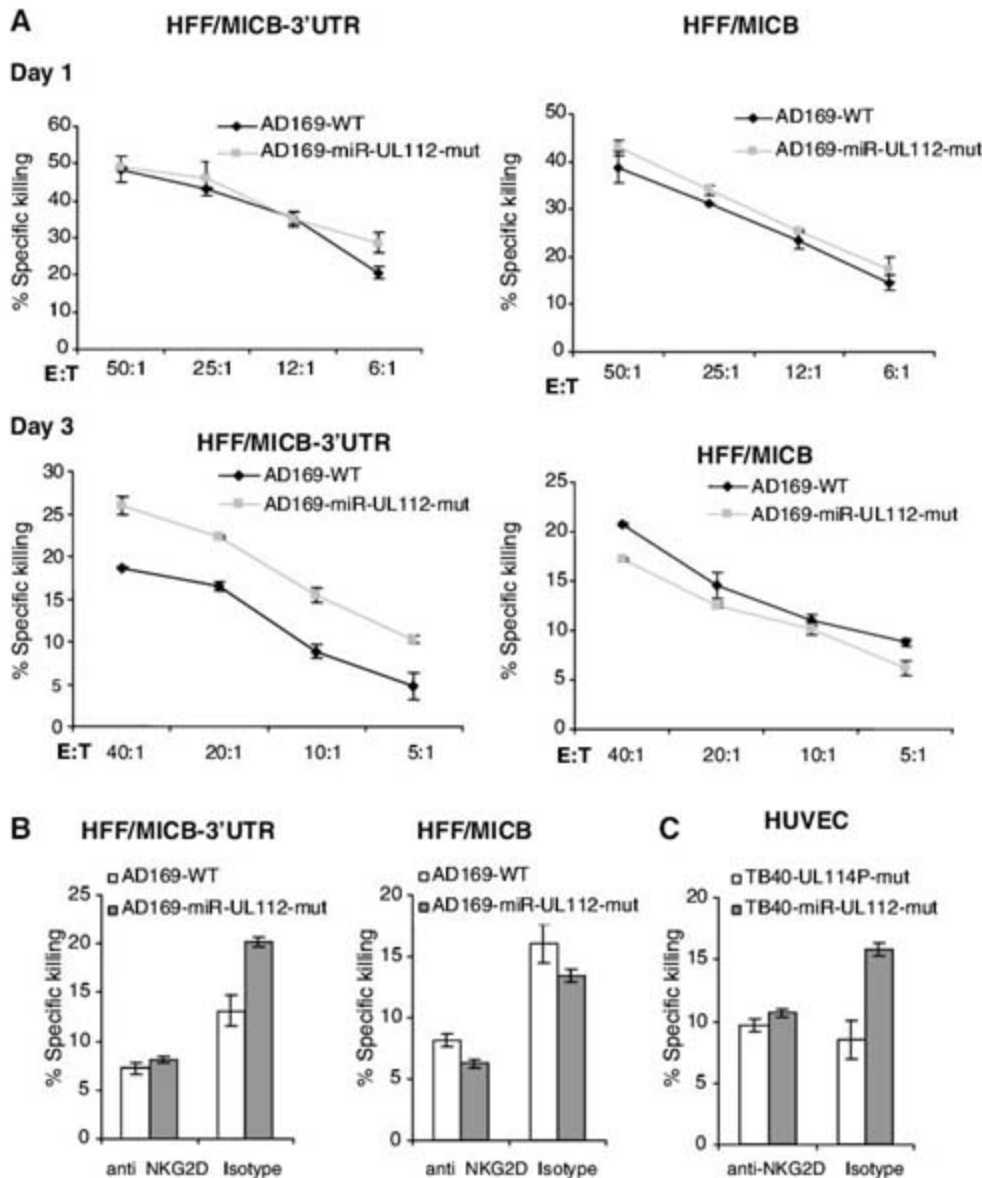 A
HFF/MICB-3'UTR
HFF/MICB
Day 1
AD169-WT
AD169-miR-UL112-mut
% Specific killing
60
50
40
30
20
10
0
E:T
50:1
25:1
12:1
6:1
AD169-WT
AD169-miR-UL112-mut
% Specific killing
50
40
30
20
10
0
E:T
50:1
25:1
12:1
6:1
Day 3
HFF/MICB-3'UTR
AD169-WT
AD169-miR-UL112-mut
% Specific killing
30
25
20
15
10
5
0
E:T
40:1
20:1
10:1
5:1
HFF/MICB
AD169-WT
AD169-miR-UL112-mut
% Specific killing
25
20
15
10
5
0
E:T
40:1
20:1
10:1
5:1
B
HFF/MICB-3'UTR
AD169-WT
AD169-miR-UL112-mut
% Specific killing
25
20
15
10
5
0
anti NKG2D
Isotype
HFF/MICB
AD169-WT
AD169-miR-UL112-mut
% Specific killing
20
15
10
5
0
anti NKG2D
Isotype
C
HUVEC
TB40-UL114P-mut
TB40-miR-UL112-mut
% Specific killing
20
15
10
5
0
anti-NKG2D
Isotype